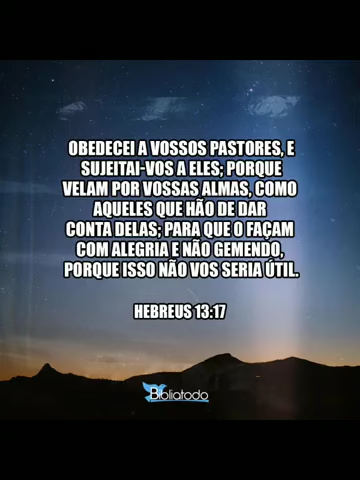 OBEDECEI A VOSSOS PASTORES, E
SUJEITAI-VOS A ELES; PORQUE
VELAM POR VOSSAS ALMAS, COMO
AQUELES QUE HÃO DE DAR
CONTA DELAS; PARA QUE O FAÇAM
COM ALEGRIA E NÃO GEMENDO,
PORQUE ISSO NÃO VOS SERIA ÚTIL.
HEBREUS 13:17
Bibliatodo